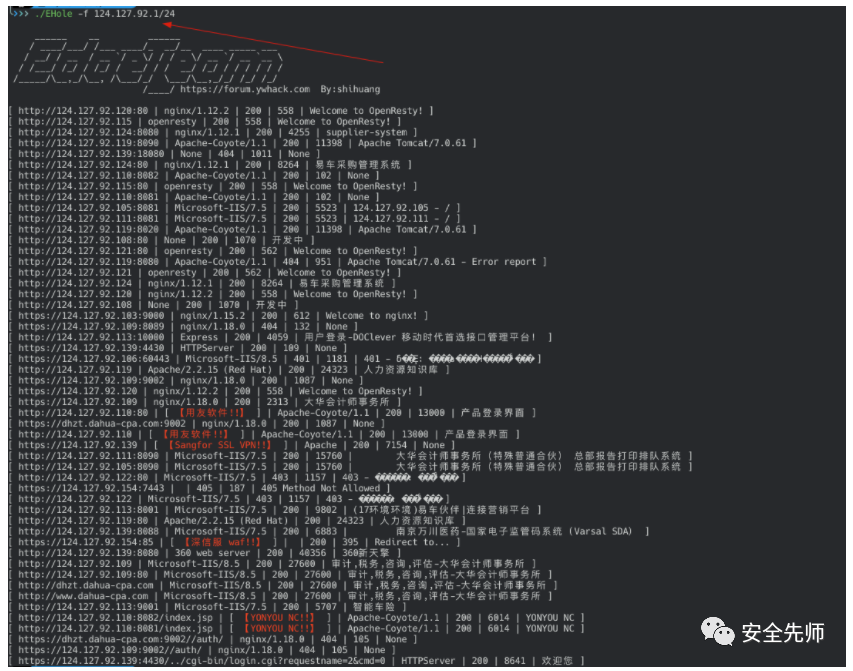 >>> ./EHole -f 124.127.92.1/24
EdgeTeam
https://forum.ywhack.com By:shihuang
[ http://124.127.92.120:80 | nginx/1.12.2 | 200 | 558 | Welcome to OpenResty! ]
[ http://124.127.92.115 | openresty | 200 | 558 | Welcome to OpenResty! ]
[ http://124.127.92.124:8080 | nginx/1.12.1 | 200 | 4255 | supplier-system ]
[ http://124.127.92.119:8090 | Apache-Coyote/1.1 | 200 | 11398 | Apache Tomcat/7.0.61 ]
[ http://124.127.92.139:18080 | None | 404 | 1011 | None ]
[ http://124.127.92.124:80 | nginx/1.12.1 | 200 | 8264 | 易车采购管理系统 ]
[ http://124.127.92.110:8082 | Apache-Coyote/1.1 | 200 | 102 | None ]
[ http://124.127.92.115:80 | openresty | 200 | 558 | Welcome to OpenResty! ]
[ http://124.127.92.110:8081 | Apache-Coyote/1.1 | 200 | 102 | None ]
[ http://124.127.92.105:8081 | Microsoft-IIS/7.5 | 200 | 5523 | 124.127.92.105 - / ]
[ http://124.127.92.111:8081 | Microsoft-IIS/7.5 | 200 | 5523 | 124.127.92.111 - / ]
[ http://124.127.92.119:8020 | Apache-Coyote/1.1 | 200 | 11398 | Apache Tomcat/7.0.61 ]
[ http://124.127.92.108:80 | None | 200 | 1070 | 开发中 ]
[ http://124.127.92.121:80 | openresty | 200 | 562 | Welcome to OpenResty! ]
[ http://124.127.92.119:8080 | Apache-Coyote/1.1 | 404 | 951 | Apache Tomcat/7.0.61 - Error report ]
[ http://124.127.92.121 | openresty | 200 | 562 | Welcome to OpenResty! ]
[ http://124.127.92.124 | nginx/1.12.1 | 200 | 8264 | 易车采购管理系统 ]
[ http://124.127.92.120 | nginx/1.12.2 | 200 | 558 | Welcome to OpenResty! ]
[ http://124.127.92.108 | None | 200 | 1070 | 开发中 ]
[ https://124.127.92.103:9000 | nginx/1.15.2 | 200 | 612 | Welcome to nginx! ]
[ http://124.127.92.109:8089 | nginx/1.18.0 | 404 | 132 | None ]
[ http://124.127.92.113:10000 | Express | 200 | 4059 | 用户登录-DOClever 移动时代首选接口管理平台! ]
[ https://124.127.92.139:4430 | HTTPServer | 200 | 109 | None ]
[ https://124.127.92.106:60443 | Microsoft-IIS/8.5 | 401 | 1181 | 401 -
[ http://124.127.92.119 | Apache/2.2.15 (Red Hat) | 200 | 24323 | 人力资源知识库 ]
[ https://124.127.92.109:9002 | nginx/1.18.0 | 200 | 1087 | None ]
[ https://124.127.92.120 | nginx/1.12.2 | 200 | 558 | Welcome to OpenResty! ]
[ https://124.127.92.109 | nginx/1.18.0 | 200 | 2313 | 大华会计师事务所 ]
[ http://124.127.92.110:80 | [ 【用友软件!!】 ] | Apache-Coyote/1.1 | 200 | 13000 | 产品登录界面 ]
[ https://dhzt.dahua-cpa.com:9002 | nginx/1.18.0 | 200 | 1087 | None ]
[ http://124.127.92.110 | [ 【用友软件!!】 ] | Apache-Coyote/1.1 | 200 | 13000 | 产品登录界面 ]
[ https://124.127.92.139 | [ 【Sangfor SSL VPN!!】 ] | Apache | 200 | 7154 | None ]
[ http://124.127.92.111:8090 | Microsoft-IIS/7.5 | 200 | 15760 | 大华会计师事务所 (特殊普通合伙) 总部报告打印排队系统 ]
[ http://124.127.92.105:8090 | Microsoft-IIS/7.5 | 200 | 15760 | 大华会计师事务所 (特殊普通合伙) 总部报告打印排队系统 ]
[ http://124.127.92.122:80 | Microsoft-IIS/7.5 | 403 | 1157 | 403 -
[ https://124.127.92.154:7443 | | 405 | 187 | 405 Method Not Allowed ]
[ http://124.127.92.122 | Microsoft-IIS/7.5 | 403 | 1157 | 403 -
[ http://124.127.92.113:8001 | Microsoft-IIS/7.5 | 200 | 9802 | (17环境环境)易车伙伴|连接营销平台 ]
[ http://124.127.92.119:80 | Apache/2.2.15 (Red Hat) | 200 | 24323 | 人力资源知识库 ]
[ http://124.127.92.139:8088 | Microsoft-IIS/7.5 | 200 | 6883 | 南京万川医药-国家电子监管码系统 (Varsal SDA) ]
[ https://124.127.92.154:85 | [ 【深信服 waf!!】 ] | | 200 | 395 | Redirect to... ]
[ http://124.127.92.139:8080 | 360 web server | 200 | 40356 | 360新天擎 ]
[ http://124.127.92.109 | Microsoft-IIS/8.5 | 200 | 27600 | 审计,税务,咨询,评估-大华会计师事务所 ]
[ http://124.127.92.109:80 | Microsoft-IIS/8.5 | 200 | 27600 | 审计,税务,咨询,评估-大华会计师事务所 ]
[ http://dhzt.dahua-cpa.com | Microsoft-IIS/8.5 | 200 | 27600 | 审计,税务,咨询,评估-大华会计师事务所 ]
[ http://www.dahua-cpa.com | Microsoft-IIS/8.5 | 200 | 27600 | 审计,税务,咨询,评估-大华会计师事务所 ]
[ http://124.127.92.113:9001 | Microsoft-IIS/7.5 | 200 | 5707 | 智能车险 ]
[ http://124.127.92.110:8082/index.jsp | [ 【YONYOU NC!!】 ] | Apache-Coyote/1.1 | 200 | 6014 | YONYOU NC ]
[ http://124.127.92.110:8081/index.jsp | [ 【YONYOU NC!!】 ] | Apache-Coyote/1.1 | 200 | 6014 | YONYOU NC ]
[ https://dhzt.dahua-cpa.com:9002//auth/ | nginx/1.18.0 | 404 | 105 | None ]
[ https://124.127.92.109:9002//auth/ | nginx/1.18.0 | 404 | 105 | None ]
[ https://124.127.92.139:4430/../cgi-bin/login.cgi?requestname=2&cmd=0 | HTTPServer | 200 | 8641 | 欢迎您 ]
安全先师